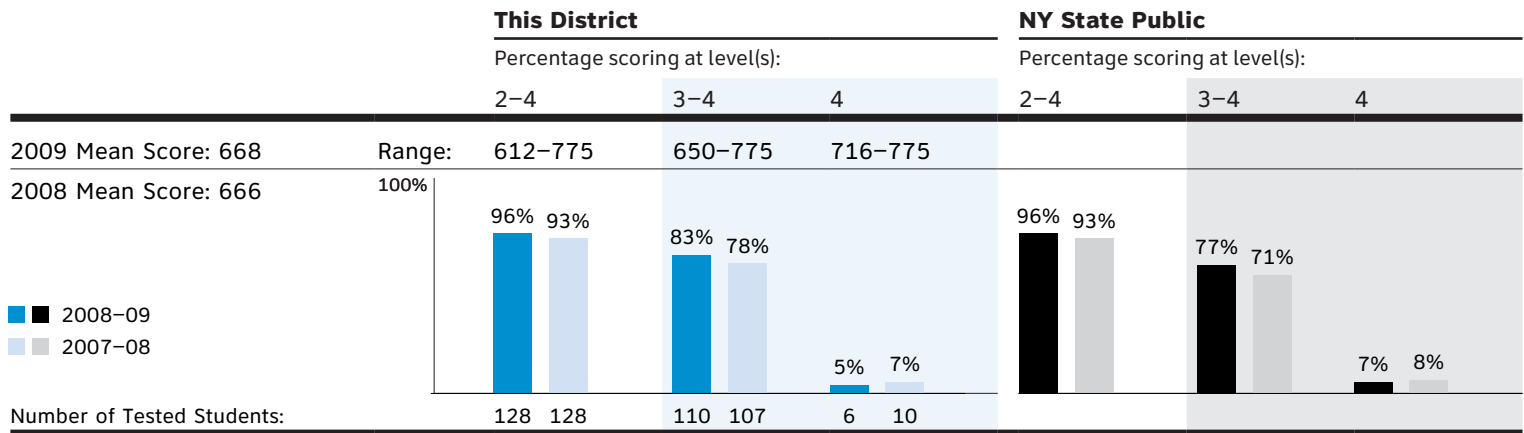 This District NY State Public
Percentage scoring at level(s): Percentage scoring at level(s):
2–4 3–4 4 2–4 3–4 4
2009 Mean Score: 668 Range: 612–775 650–775 716–775
2008 Mean Score: 666 100%
96% 93% 83% 78% 5% 7% 96% 93% 77% 71% 7% 8%
2008–09
2007–08
Number of Tested Students: 128 128 110 107 6 10